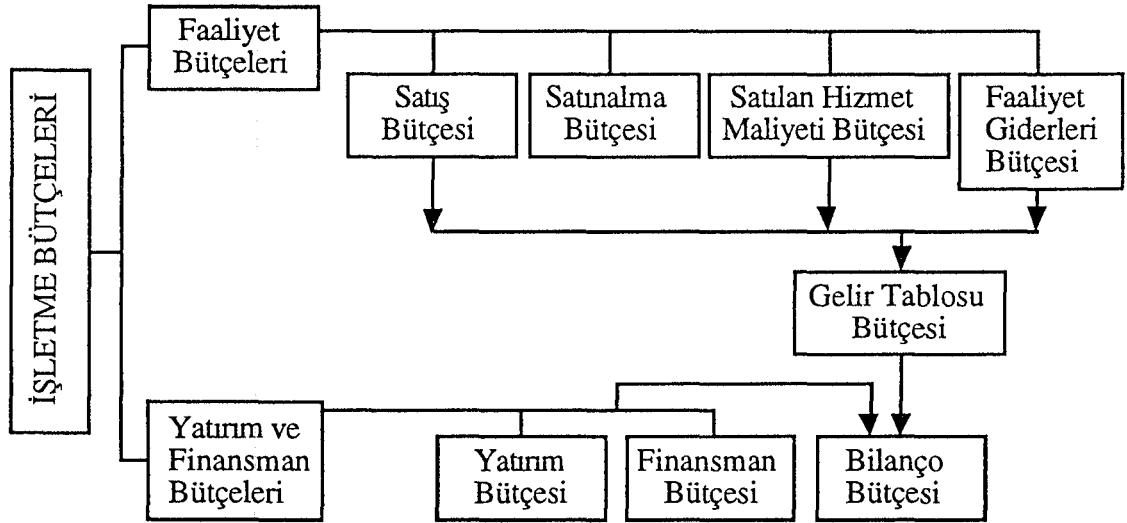 İŞLETME BÜTÇELERİ
Faaliyet
Bütçeleri
Satış
Bütçesi
Satınalma
Bütçesi
Satılan Hizmet
Maliyeti Bütçesi
Faaliyet
Giderleri
Bütçesi
Gelir Tablosu
Bütçesi
Yatırım ve
Finansman
Bütçeleri
Yatırım
Bütçesi
Finansman
Bütçesi
Bilanço
Bütçesi